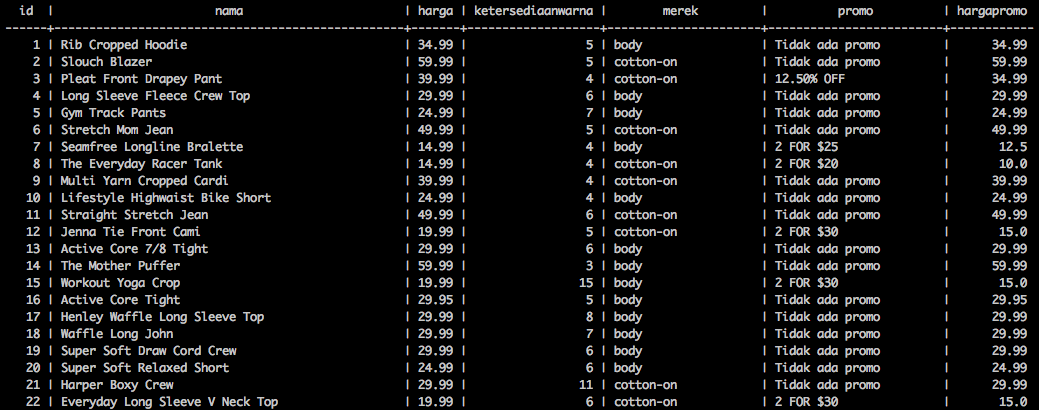 id | nama | harga | ketersediaanwarna | merek | promo | hargapromo
------+----------------------------------------------+-------+-------------------+--------------------+----------------------+------------
1 | Rib Cropped Hoodie | 34.99 | 5 | body | Tidak ada promo | 34.99
2 | Slouch Blazer | 59.99 | 5 | cotton-on | Tidak ada promo | 59.99
3 | Pleat Front Drapey Pant | 39.99 | 4 | cotton-on | 12.50% OFF | 34.99
4 | Long Sleeve Fleece Crew Top | 29.99 | 6 | body | Tidak ada promo | 29.99
5 | Gym Track Pants | 24.99 | 7 | body | Tidak ada promo | 24.99
6 | Stretch Mom Jean | 49.99 | 5 | cotton-on | Tidak ada promo | 49.99
7 | Seamfree Longline Bralette | 14.99 | 4 | body | 2 FOR $25 | 12.5
8 | The Everyday Racer Tank | 14.99 | 4 | cotton-on | 2 FOR $20 | 10.0
9 | Multi Yarn Cropped Cardi | 39.99 | 4 | cotton-on | Tidak ada promo | 39.99
10 | Lifestyle Highwaist Bike Short | 24.99 | 4 | body | Tidak ada promo | 24.99
11 | Straight Stretch Jean | 49.99 | 6 | cotton-on | Tidak ada promo | 49.99
12 | Jenna Tie Front Cami | 19.99 | 5 | cotton-on | 2 FOR $30 | 15.0
13 | Active Core 7/8 Tight | 29.99 | 6 | body | Tidak ada promo | 29.99
14 | The Mother Puffer | 59.99 | 3 | body | Tidak ada promo | 59.99
15 | Workout Yoga Crop | 19.99 | 15 | body | 2 FOR $30 | 15.0
16 | Active Core Tight | 29.95 | 5 | body | Tidak ada promo | 29.95
17 | Henley Waffle Long Sleeve Top | 29.99 | 8 | body | Tidak ada promo | 29.99
18 | Waffle Long John | 29.99 | 7 | body | Tidak ada promo | 29.99
19 | Super Soft Draw Cord Crew | 29.99 | 6 | body | Tidak ada promo | 29.99
20 | Super Soft Relaxed Short | 24.99 | 6 | body | Tidak ada promo | 24.99
21 | Harper Boxy Crew | 29.99 | 11 | cotton-on | Tidak ada promo | 29.99
22 | Everyday Long Sleeve V Neck Top | 19.99 | 6 | cotton-on | 2 FOR $30 | 15.0